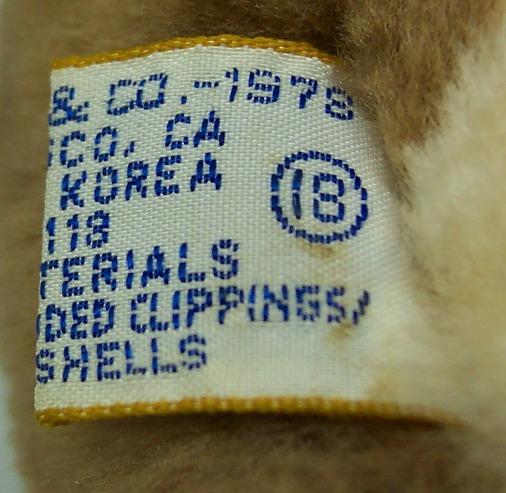 & CO.-1978
CO, CA
KOREA
118
TERIALS
DED CLIPPINGS/
SHELLS
18